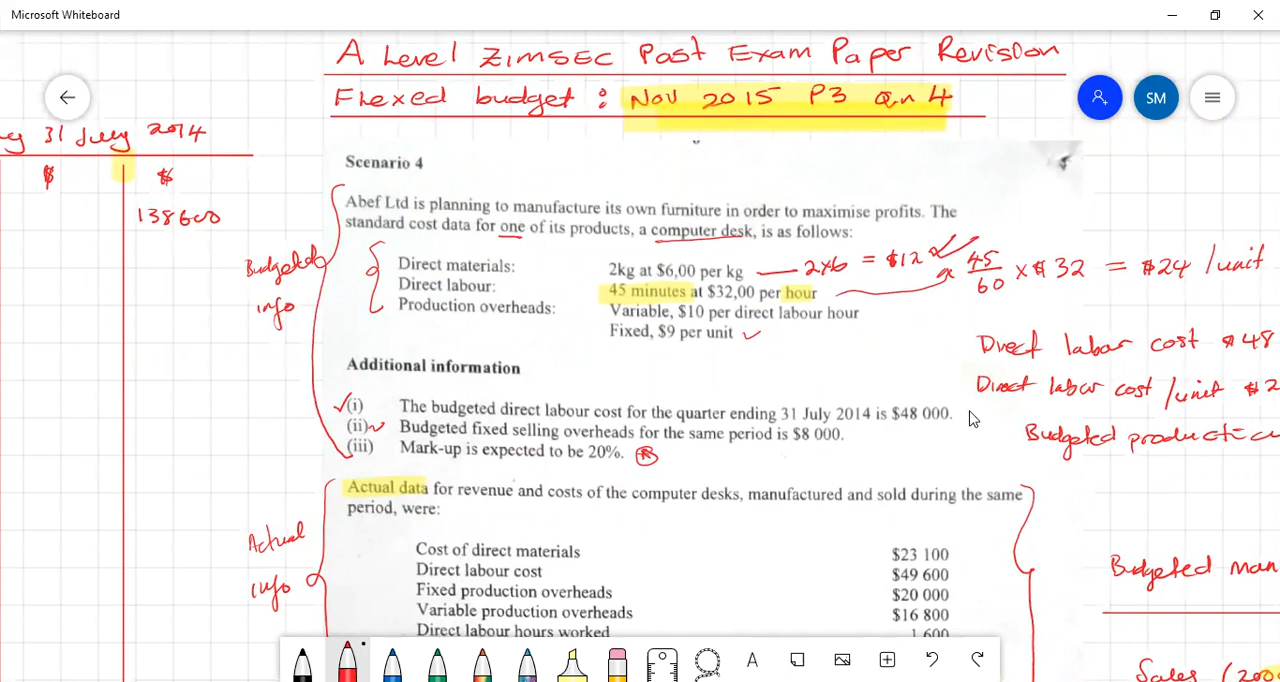 Microsoft Whiteboard
A Level ZIMSEC Past Exam Paper Revision
Flexed budget : Nov 2015 P3 Qn 4
SM
31 July 2014
$ $
138600
Scenario 4
Abef Ltd is planning to manufacture its own furniture in order to maximise profits. The
standard cost data for one of its products, a computer desk, is as follows:
Budgeted
info
Direct materials: 2kg at $6,00 per kg
2x6 = $12
Direct labour: 45 minutes at $32,00 per hour
45/60 x $32 = $24 /unit
Production overheads: Variable, $10 per direct labour hour
Fixed, $9 per unit
Direct labor cost $48
Direct labor cost /unit $2
Budgeted production
Additional information
(i) The budgeted direct labour cost for the quarter ending 31 July 2014 is $48 000.
(ii) Budgeted fixed selling overheads for the same period is $8 000.
(iii) Mark-up is expected to be 20%.
Actual data for revenue and costs of the computer desks, manufactured and sold during the same
period, were:
Actual
info
Cost of direct materials $23 100
Direct labour cost $49 600
Fixed production overheads $20 000
Variable production overheads $16 800
Direct labour hours worked 1 600
Budgeted man
Sales (200
A